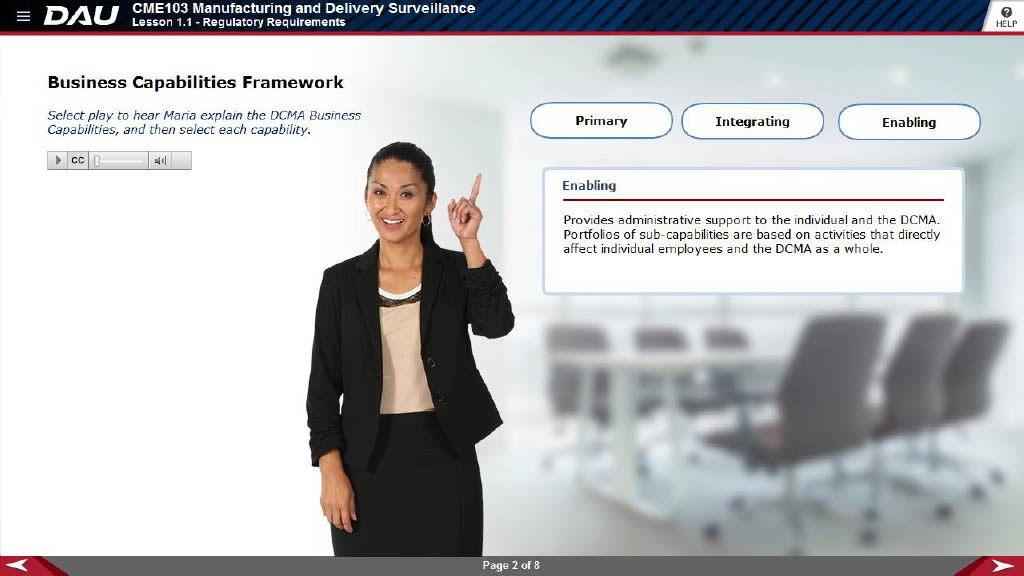 DAU
CME103 Manufacturing and Delivery Surveillance
Lesson 1.1 - Regulatory Requirements
HELP
Business Capabilities Framework
Select play to hear Maria explain the DCMA Business
Capabilities, and then select each capability.
CC
Primary
Integrating
Enabling
Enabling
Provides administrative support to the individual and the DCMA.
Portfolios of sub-capabilities are based on activities that directly
affect individual employees and the DCMA as a whole.
Page 2 of 8